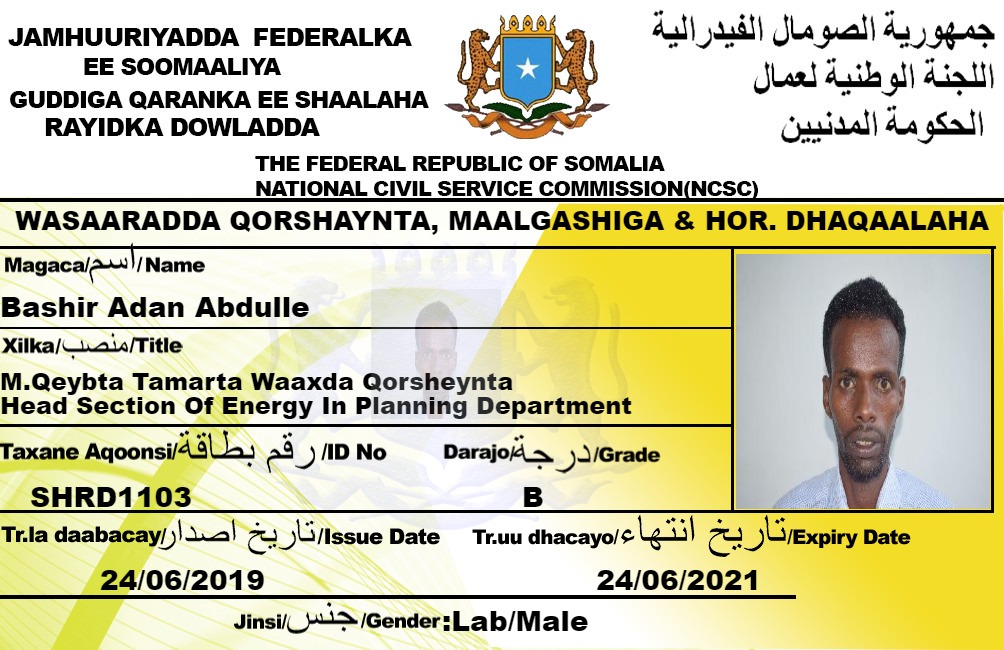 JAMHUURIYADDA FEDERALKA
EE SOOMAALIYA
GUDDIGA QARANKA EE SHAALAHA
RAYIDKA DOWLADDA
جمهورية الصومال الفيدرالية
اللجنة الوطنية لعمال
الحكومة المدنيين
THE FEDERAL REPUBLIC OF SOMALIA
NATIONAL CIVIL SERVICE COMMISSION(NCSC)
WASAARADDA QORSHAYNTA, MAALGASHIGA & HOR. DHAQAALAHA
Magaca/اسم/Name
Bashir Adan Abdulle
Xilka/منصب/Title
M.Qeybta Tamarta Waaxda Qorsheynta
Head Section Of Energy In Planning Department
Taxane Aqoonsi/رقم بطاقة/ID No
Darajo/درجة/Grade
SHRD1103
B
Tr.la daabacay/تاريخ اصدار/Issue Date
Tr.uu dhacayo/تاريخ انتهاء/Expiry Date
24/06/2019
24/06/2021
Jinsi/جنس/Gender:Lab/Male